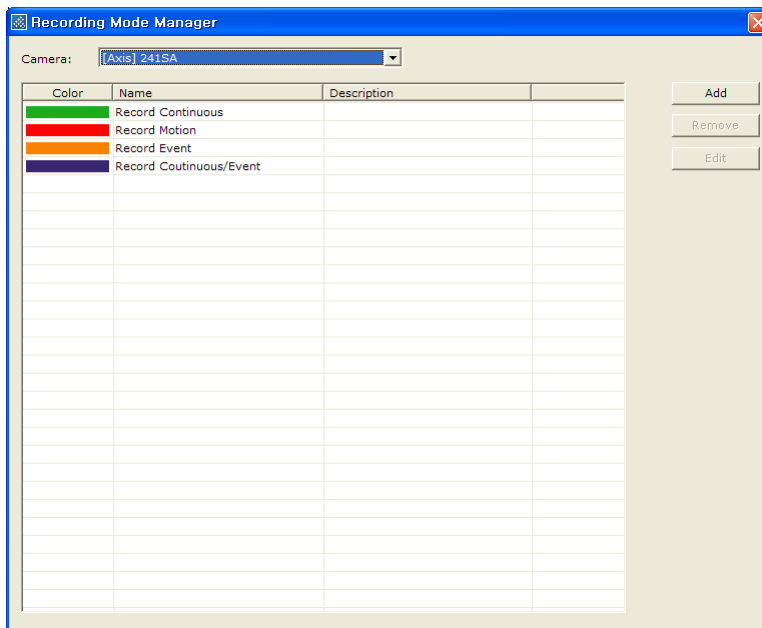 Recording Mode Manager
Camera: [Axis] 241SA
Color Name Description Add
Record Continuous
Record Motion Remove
Record Event
Record Coutinuous/Event Edit